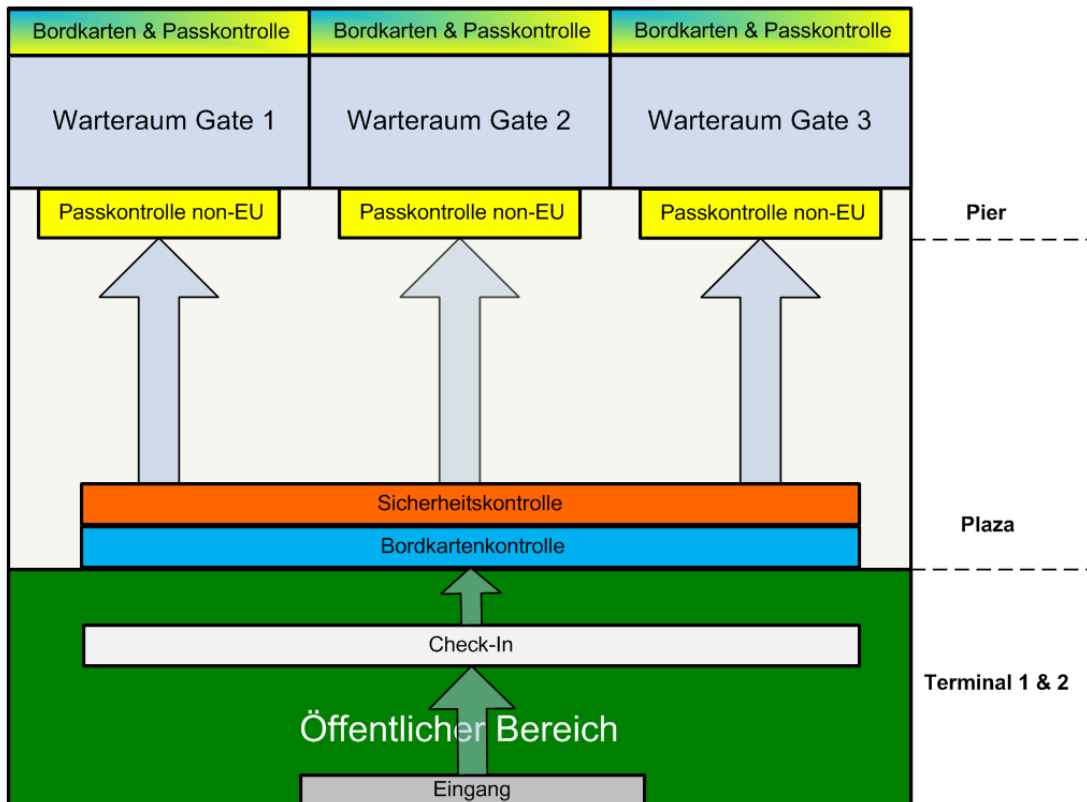 Bordkarten & Passkontrolle
Bordkarten & Passkontrolle
Bordkarten & Passkontrolle
Warteraum Gate 1
Warteraum Gate 2
Warteraum Gate 3
Passkontrolle non-EU
Passkontrolle non-EU
Passkontrolle non-EU
Pier
Sicherheitskontrolle
Plaza
Bordkartenkontrolle
Check-In
Terminal 1 & 2
Öffentlicher Bereich
Eingang